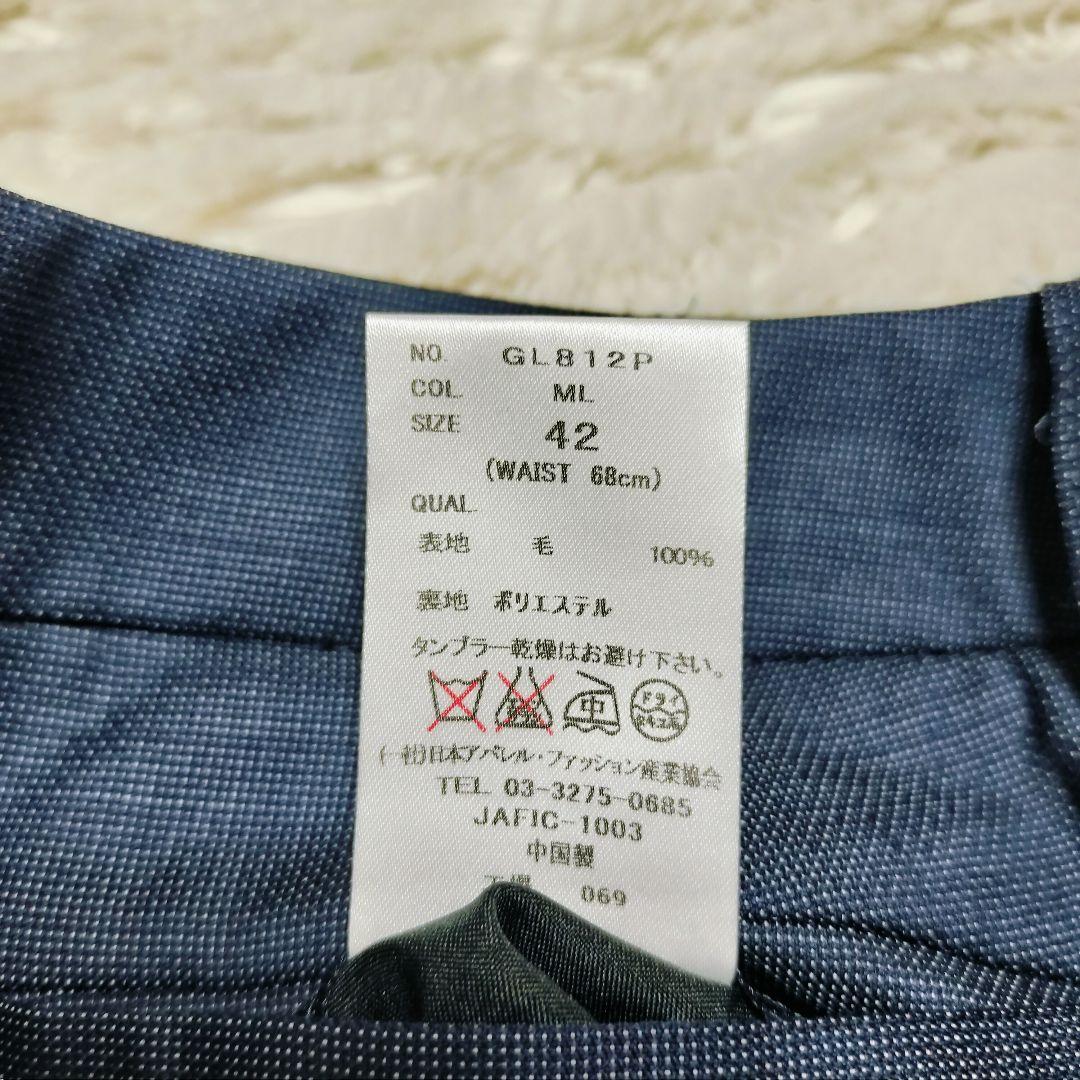 NO. GL812P
COL. ML
SIZE 42
(WAIST 68cm)
QUAL.
表地 毛 100%
裏地 ポリエステル
タンブラー乾燥はお避け下さい。
中 ドライ
(一社)日本アパレル・ファッション産業協会
TEL 03-3275-0685
JAFIC-1003
中国製
069